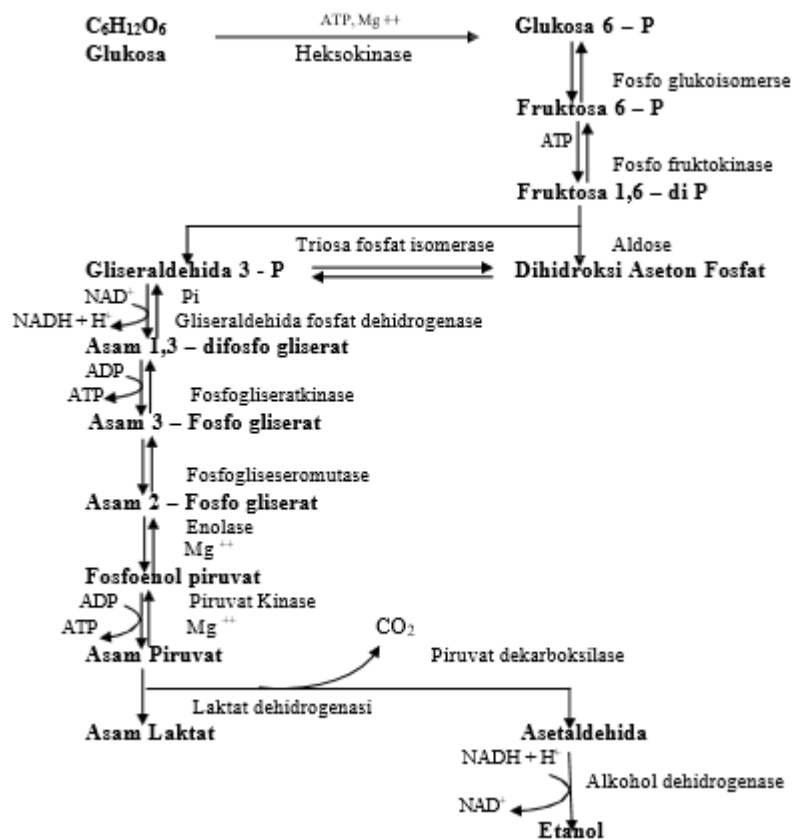 C₆H₁₂O₆
Glukosa
ATP, Mg ++
Heksokinase
Glukosa 6 – P
Fosfo glukoisomerse
Fruktosa 6 – P
ATP
Fosfo fruktokinase
Fruktosa 1,6 – di P
Triosa fosfat isomerase
Aldose
Gliseraldehida 3 - P
Dihidroksi Aseton Fosfat
NAD⁺
Pi
NADH + H⁺
Gliseraldehida fosfat dehidrogenase
Asam 1,3 – difosfo gliserat
ADP
ATP
Fosfogliseratkinase
Asam 3 – Fosfo gliserat
Fosfogliseseromutase
Asam 2 – Fosfo gliserat
Enolase
Mg ⁺⁺
Fosfoenol piruvat
ADP
Piruvat Kinase
ATP
Mg ⁺⁺
Asam Piruvat
CO₂
Piruvat dekarboksilase
Laktat dehidrogenasi
Asam Laktat
Asetaldehida
NADH + H⁺
Alkohol dehidrogenase
NAD⁺
Etanol